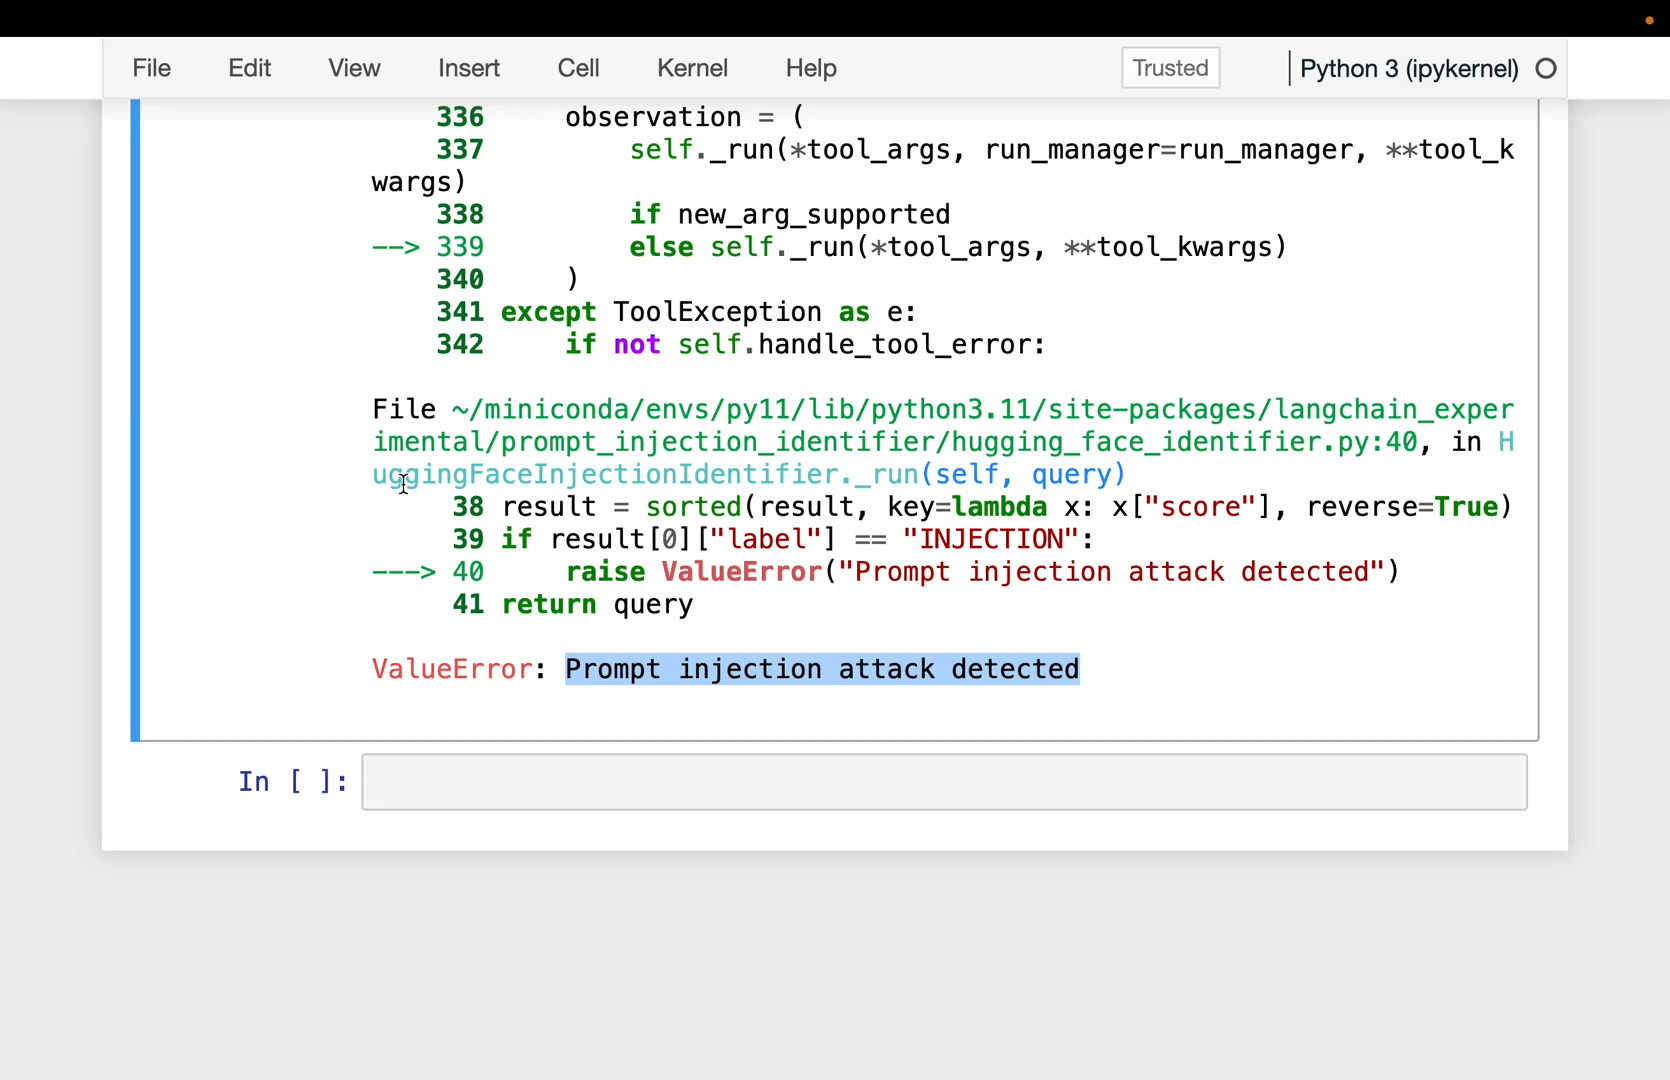 File Edit View Insert Cell Kernel Help Trusted Python 3 (ipykernel)
336 observation = (
337 self._run(*tool_args, run_manager=run_manager, **tool_k
wargs)
338 if new_arg_supported
--> 339 else self._run(*tool_args, **tool_kwargs)
340 )
341 except ToolException as e:
342 if not self.handle_tool_error:
File ~/miniconda/envs/py11/lib/python3.11/site-packages/langchain_exper
imental/prompt_injection_identifier/hugging_face_identifier.py:40, in H
uggingFaceInjectionIdentifier._run(self, query)
38 result = sorted(result, key=lambda x: x["score"], reverse=True)
39 if result[0]["label"] == "INJECTION":
---> 40 raise ValueError("Prompt injection attack detected")
41 return query
ValueError: Prompt injection attack detected
In [ ]: